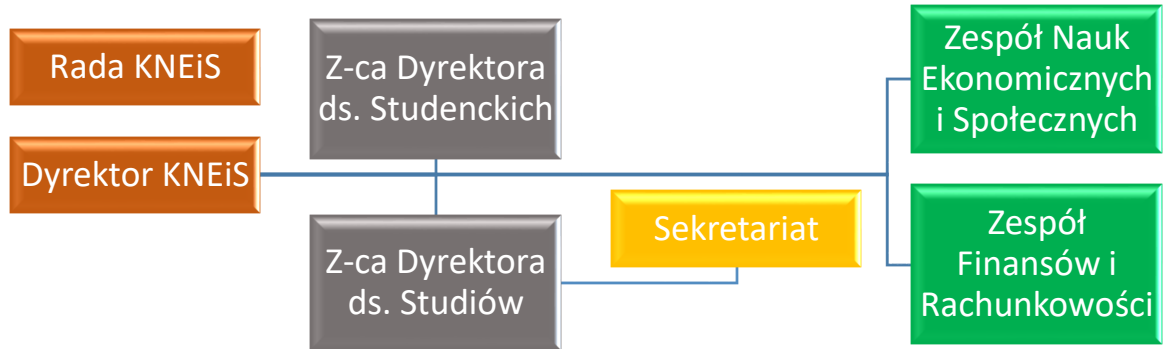 Rada KNEiS
Dyrektor KNEiS
Z-ca Dyrektora
ds. Studenckich
Z-ca Dyrektora
ds. Studiów
Sekretariat
Zespół Nauk
Ekonomicznych
i Społecznych
Zespół
Finansów i
Rachunkowości